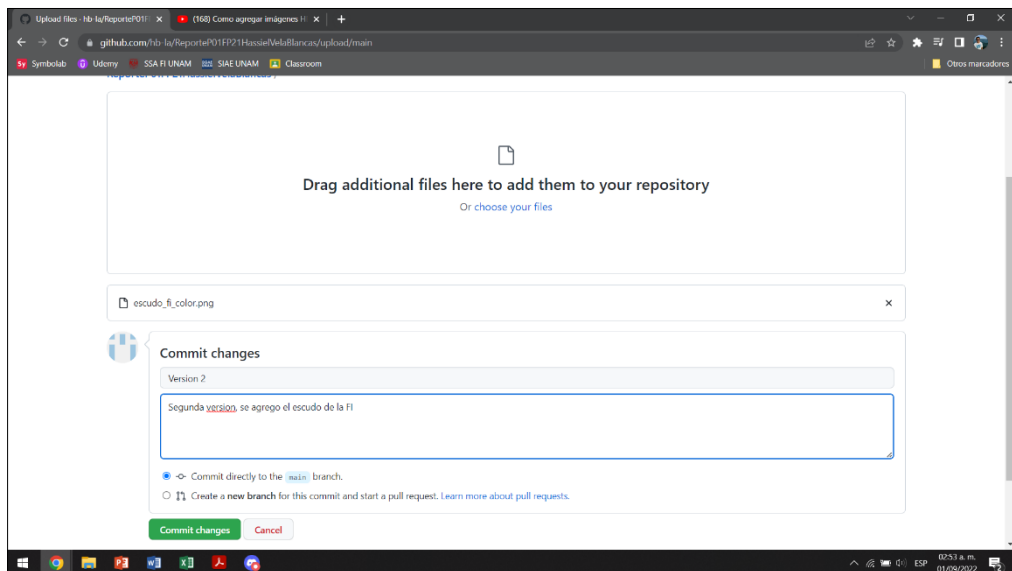 Upload files · hb-la/ReporteP01F
(168) Como agregar imágenes H
github.com/hb-la/ReporteP01FP21HassielVelaBlancas/upload/main
Sy Symbolab
Udemy
SSA FI UNAM
SIAE UNAM
Classroom
Otros marcadores
ReporteP01FP21HassielVelaBlancas /
Drag additional files here to add them to your repository
Or choose your files
escudo_fi_color.png
Commit changes
Version 2
Segunda version, se agrego el escudo de la FI
Commit directly to the main branch.
Create a new branch for this commit and start a pull request. Learn more about pull requests.
Commit changes
Cancel
ESP
02:53 a. m.
01/09/2022